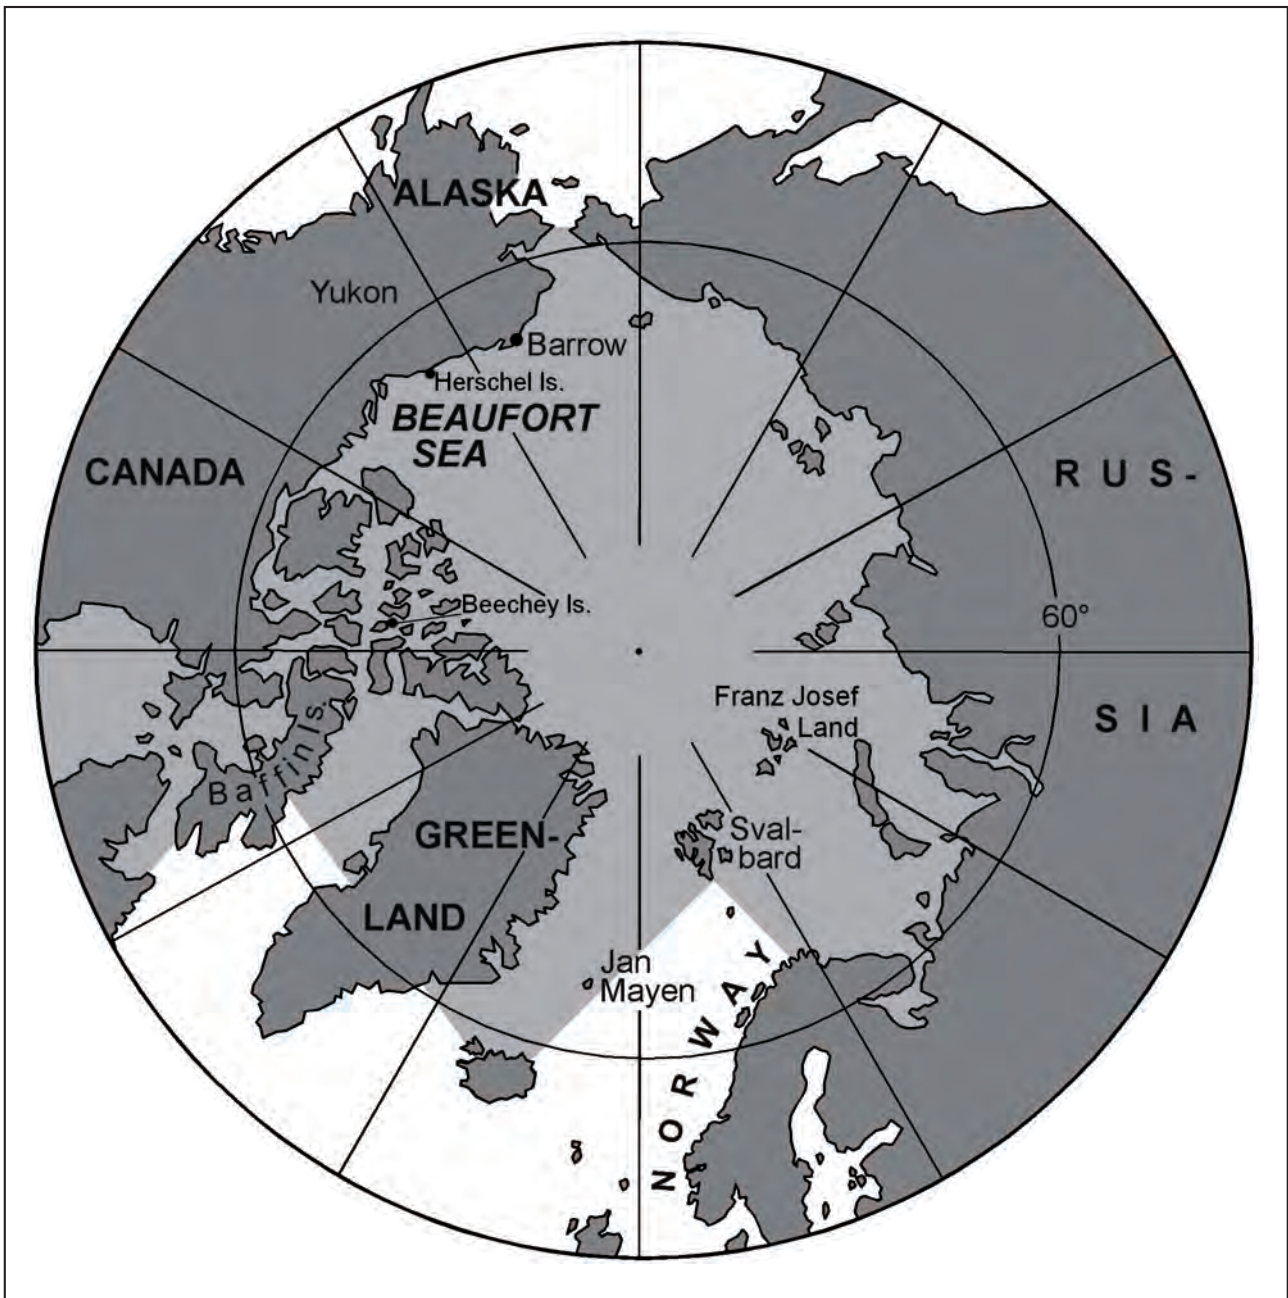 ALASKA
Yukon
Barrow
Herschel Is.
BEAUFORT
SEA
CANADA
R U S -
Beechey Is.
60°
Franz Josef
Land
S I A
Baffin Is.
GREEN-
Sval-
bard
LAND
Jan
Mayen
NORWAY